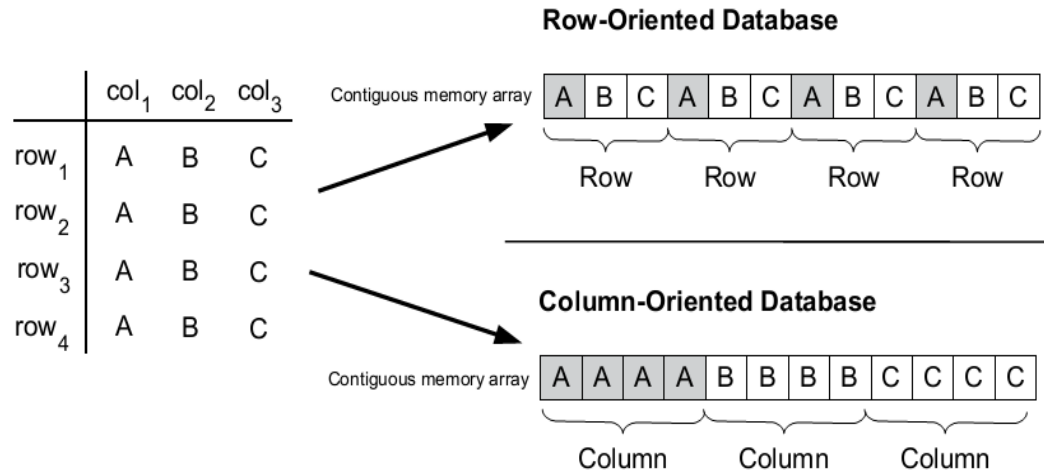 col1 col2 col3
row1 A B C
row2 A B C
row3 A B C
row4 A B C
Row-Oriented Database
Contiguous memory array A B C A B C A B C A B C
Row Row Row Row
Column-Oriented Database
Contiguous memory array A A A A B B B B C C C C
Column Column Column